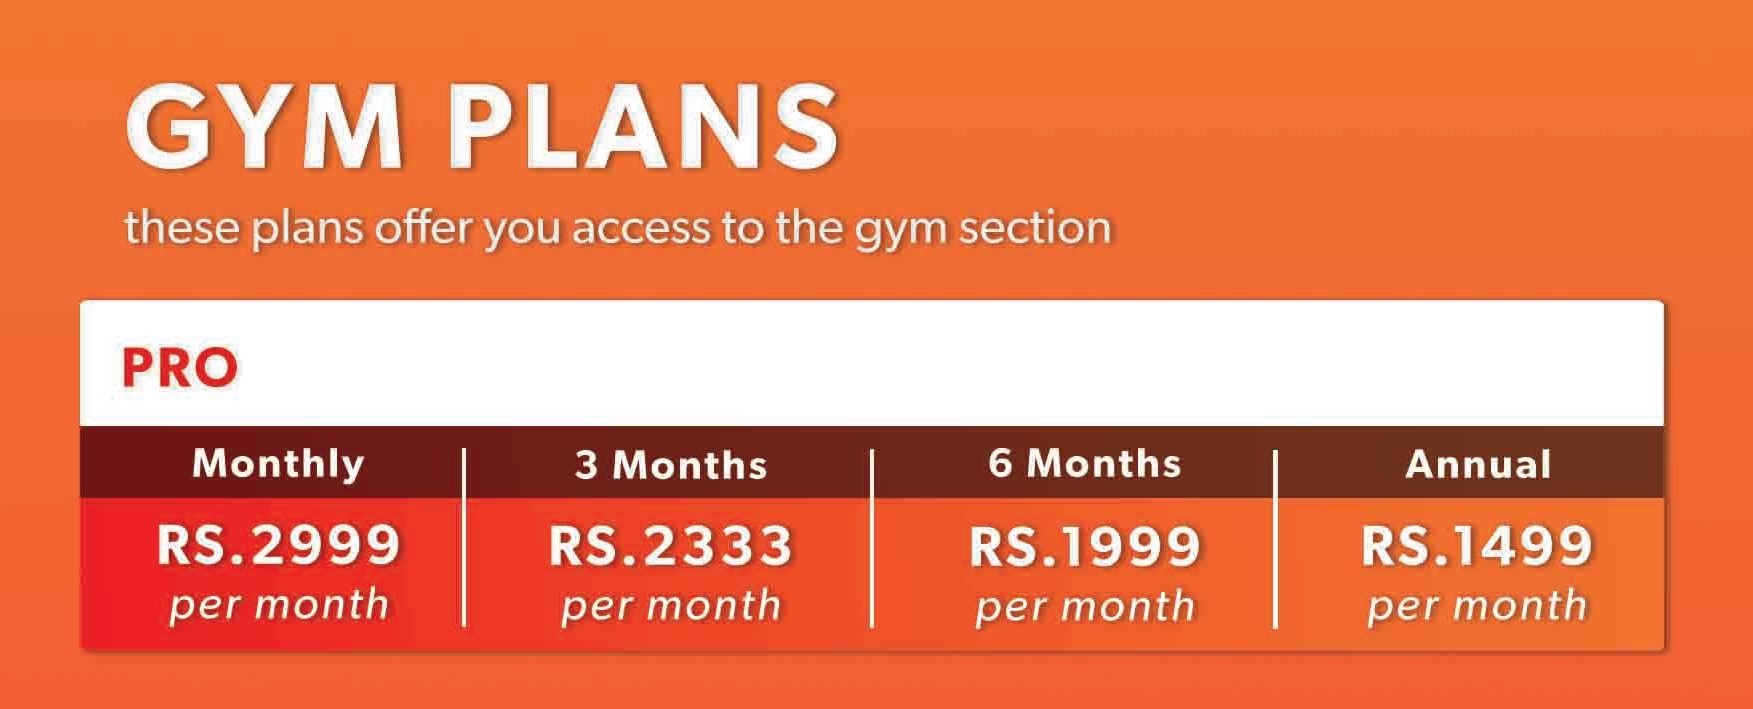 GYM PLANS
these plans offer you access to the gym section
PRO
Monthly 3 Months 6 Months Annual
RS.2999 RS.2333 RS.1999 RS.1499
per month per month per month per month